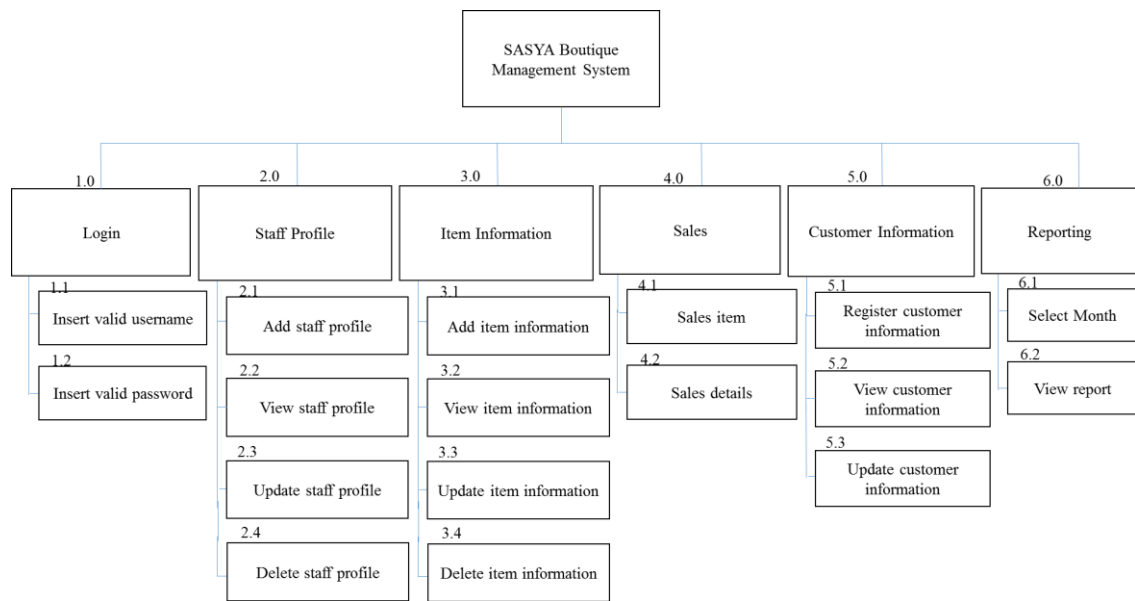 SASYA Boutique
Management System
1.0
Login
1.1
Insert valid username
1.2
Insert valid password
2.0
Staff Profile
2.1
Add staff profile
2.2
View staff profile
2.3
Update staff profile
2.4
Delete staff profile
3.0
Item Information
3.1
Add item information
3.2
View item information
3.3
Update item information
3.4
Delete item information
4.0
Sales
4.1
Sales item
4.2
Sales details
5.0
Customer Information
5.1
Register customer
information
5.2
View customer
information
5.3
Update customer
information
6.0
Reporting
6.1
Select Month
6.2
View report